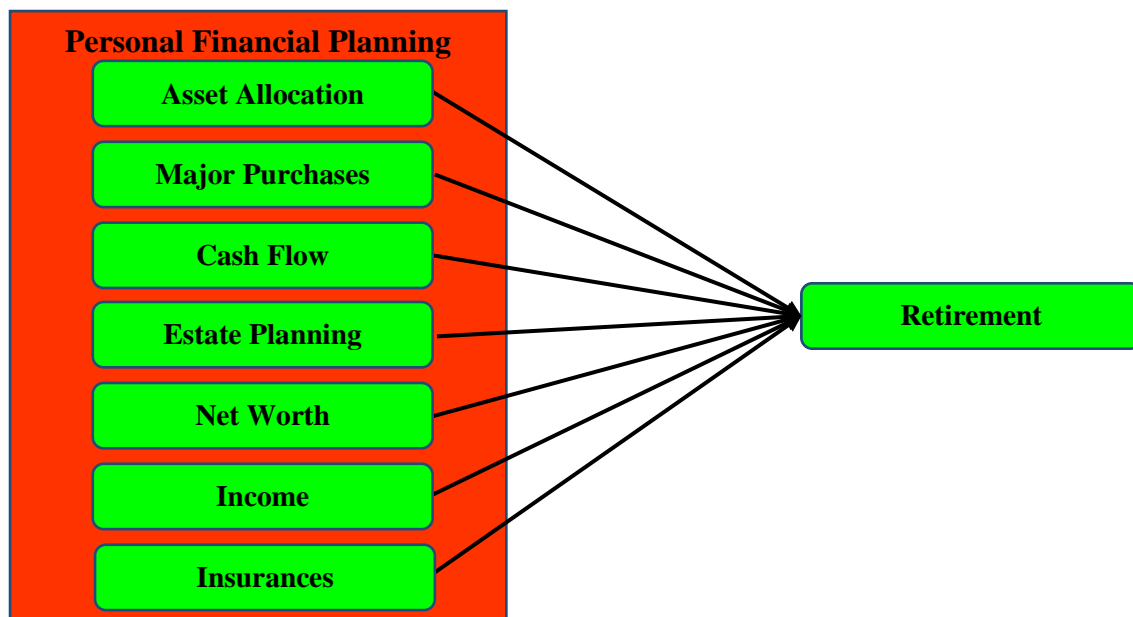 Personal Financial Planning
Asset Allocation
Major Purchases
Cash Flow
Estate Planning
Net Worth
Income
Insurances
Retirement